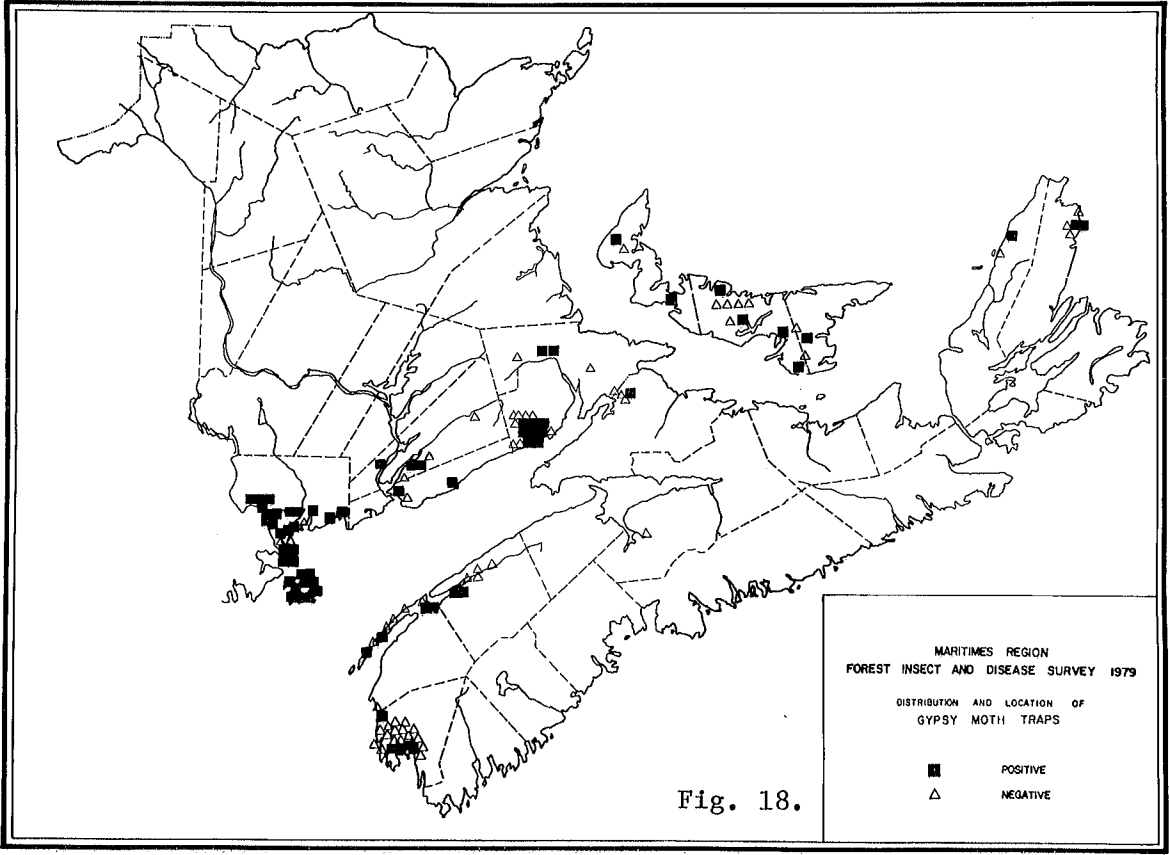 MARITIMES REGION
FOREST INSECT AND DISEASE SURVEY 1979
DISTRIBUTION AND LOCATION OF
GYPSY MOTH TRAPS
POSITIVE
NEGATIVE
Fig. 18.